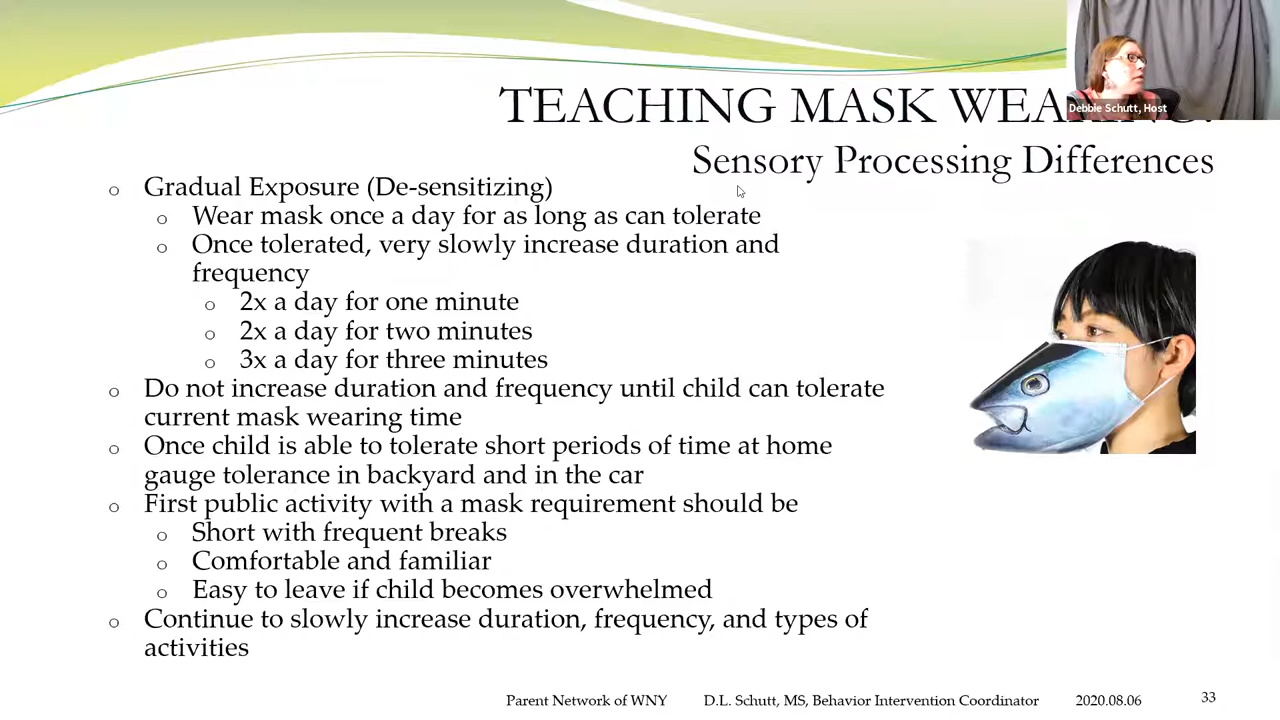 TEACHING MASK
Debbie Schutt, Host
Sensory Processing Differences
o Gradual Exposure (De-sensitizing)
o Wear mask once a day for as long as can tolerate
o Once tolerated, very slowly increase duration and
frequency
o 2x a day for one minute
o 2x a day for two minutes
o 3x a day for three minutes
o Do not increase duration and frequency until child can tolerate
current mask wearing time
o Once child is able to tolerate short periods of time at home
gauge tolerance in backyard and in the car
o First public activity with a mask requirement should be
o Short with frequent breaks
o Comfortable and familiar
o Easy to leave if child becomes overwhelmed
o Continue to slowly increase duration, frequency, and types of
activities
Parent Network of WNY D.L. Schutt, MS, Behavior Intervention Coordinator 2020.08.06 33